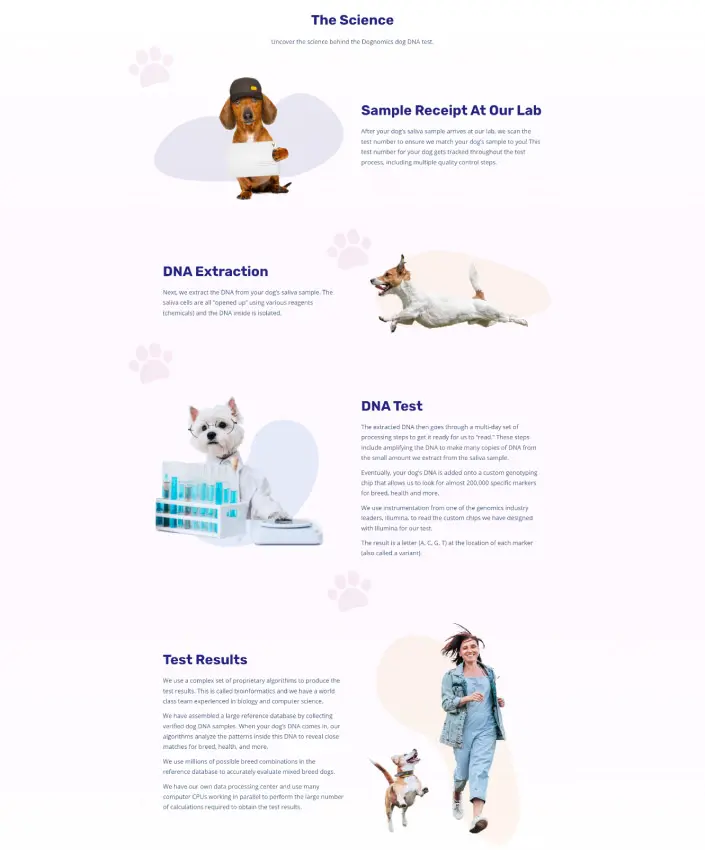 The Science
Uncover the science behind the Dognomics dog DNA test.
Sample Receipt At Our Lab
After your dog's saliva sample arrives at our lab, we scan the
test number to ensure we match your dog's sample to you! This
test number for your dog gets tracked throughout the test
process, including multiple quality control steps.
DNA Extraction
Next, we extract the DNA from your dog's saliva sample. The
saliva cells are all "opened up" using various reagents
(chemicals) and the DNA inside is isolated.
DNA Test
The extracted DNA then goes through a multi-day set of
processing steps to get it ready for us to "read." These steps
include amplifying the DNA to make many copies of DNA from
the small amount we extract from the saliva sample.
Eventually, your dog's DNA is added onto a custom genotyping
chip that allows us to look for almost 200,000 specific markers
for breed, health and more.
We use instrumentation from one of the genomics industry
leaders, Illumina, to read the custom chips we have designed
with Illumina for our test.
The result is a letter (A, C, G, T) at the location of each marker
(also called a variant)
Test Results
We use a complex set of proprietary algorithms to produce the
test results. This is called bioinformatics and we have a world
class team experienced in biology and computer science.
We have assembled a large reference database by collecting
verified dog DNA samples. When your dog's DNA comes in, our
algorithms analyze the patterns inside this DNA to reveal close
matches for breed, health, and more.
We use millions of possible breed combinations in the
reference database to accurately evaluate mixed breed dogs.
We have our own data processing center and use many
computer CPUs working in parallel to perform the large number
of calculations required to obtain the test results.